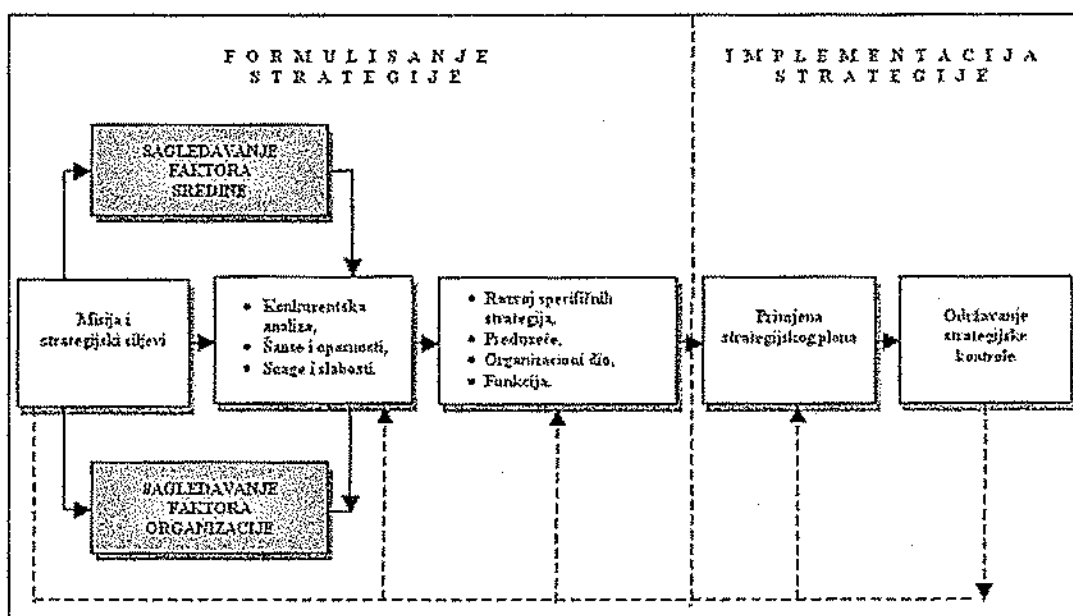 FORMULISANJE
STRATEGIJE
IMPLEMENTACIJA
STRATEGIJE
SAGLEDAVANJE
FAKTORA
SREDINE
Misija i
strategijski ciljevi
• Konkurentska
analiza,
• Šanse i opasnosti,
• Snage i slabosti.
• Razvoj specifičnih
strategija,
• Preduzeće,
• Organizacioni dio,
• Funkcija.
Primjena
strategijskog plana
Održavanje
strategijske
kontrole
SAGLEDAVANJE
FAKTORA
ORGANIZACIJE